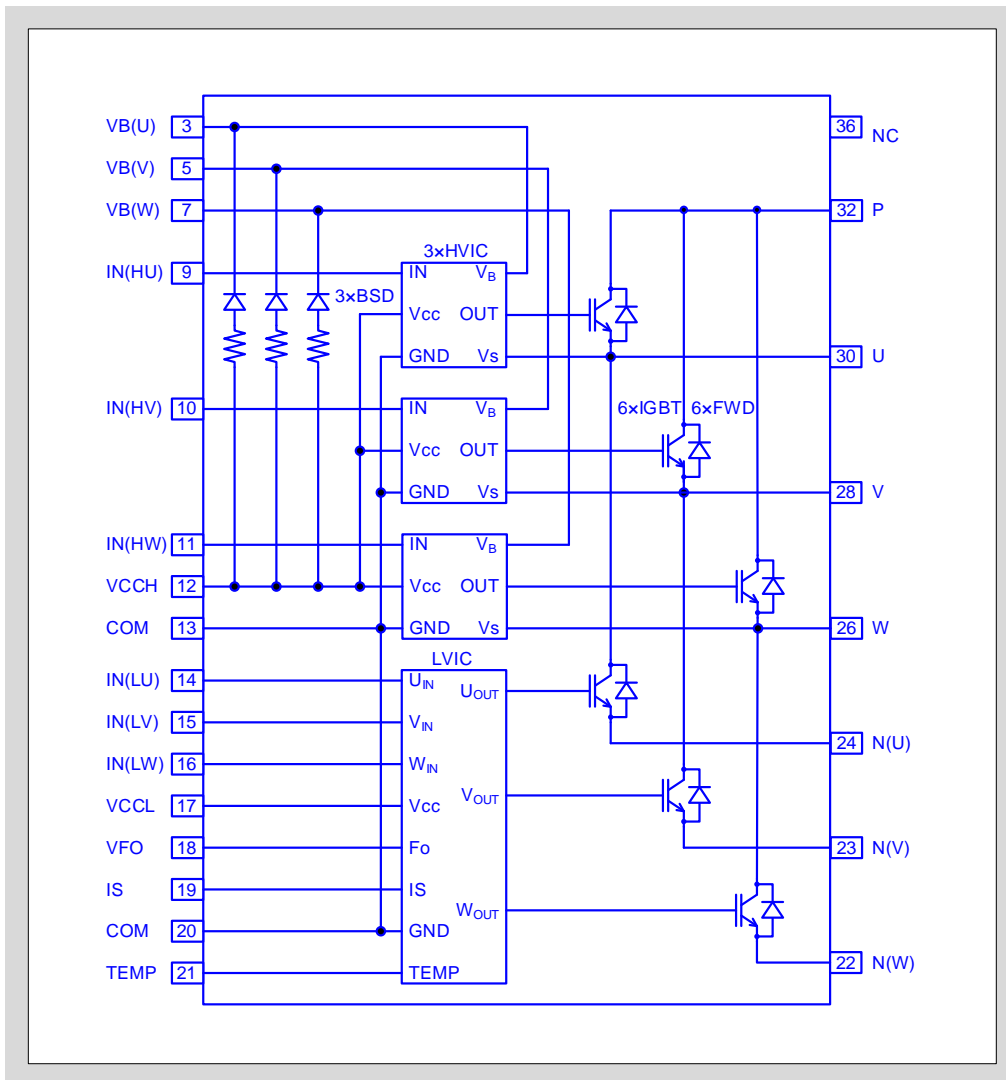 VB(U) 3
36 NC
VB(V) 5
VB(W) 7
32 P
3×HVIC
IN(HU) 9
IN VB
3×BSD
Vcc OUT
GND Vs
30 U
IN(HV) 10
IN VB
6×IGBT 6×FWD
Vcc OUT
GND Vs
28 V
IN(HW) 11
IN VB
VCCH 12
Vcc OUT
COM 13
GND Vs
26 W
LVIC
IN(LU) 14
UIN
UOUT
IN(LV) 15
VIN
24 N(U)
IN(LW) 16
WIN
VOUT
VCCL 17
Vcc
VFO 18
Fo
23 N(V)
IS 19
IS
WOUT
COM 20
GND
22 N(W)
TEMP 21
TEMP